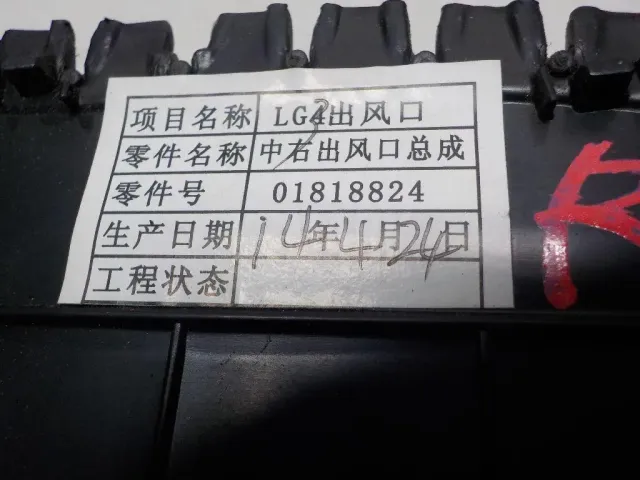 项目名称 LG3出风口
零件名称 中右出风口总成
零件号 01818824
生产日期 14年4月24日
工程状态
R